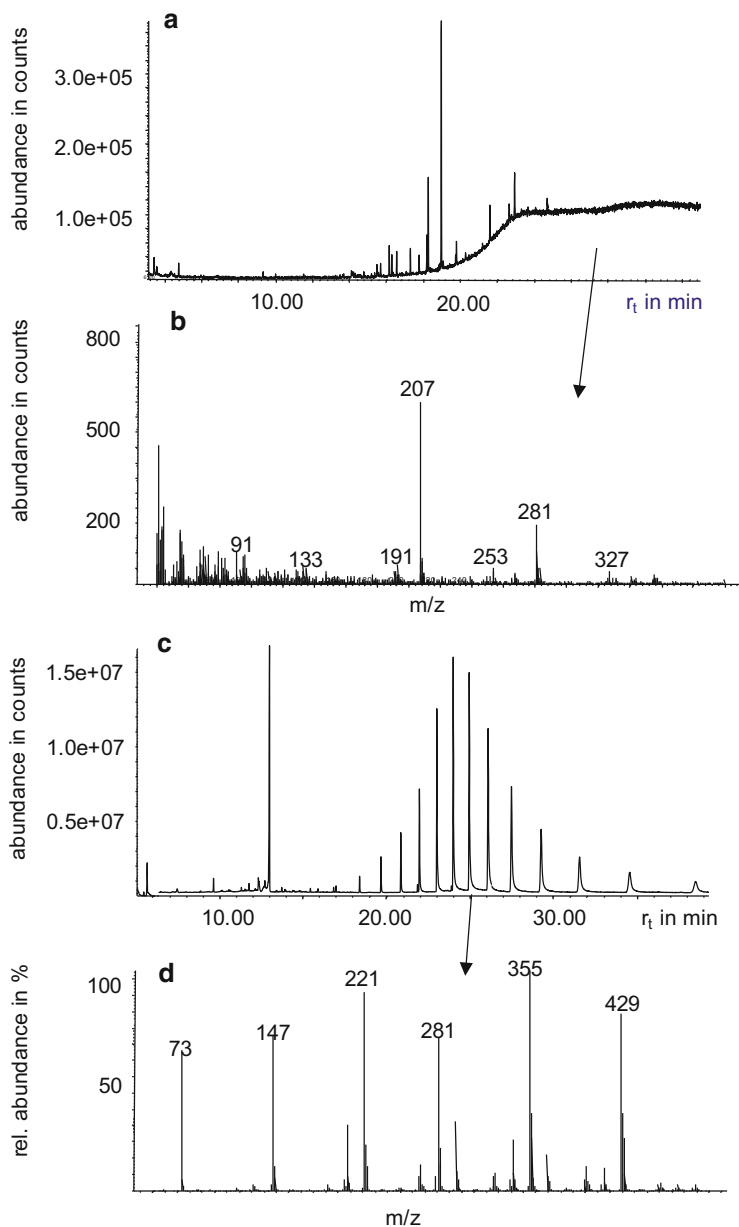 a
abundance in counts
3.0e+05
2.0e+05
1.0e+05
10.00 20.00 rt in min
b
abundance in counts
800
500
200
91 133 191 207 253 281 327
m/z
c
abundance in counts
1.5e+07
1.0e+07
0.5e+07
10.00 20.00 30.00 rt in min
d
rel. abundance in %
100
50
73 147 221 281 355 429
m/z